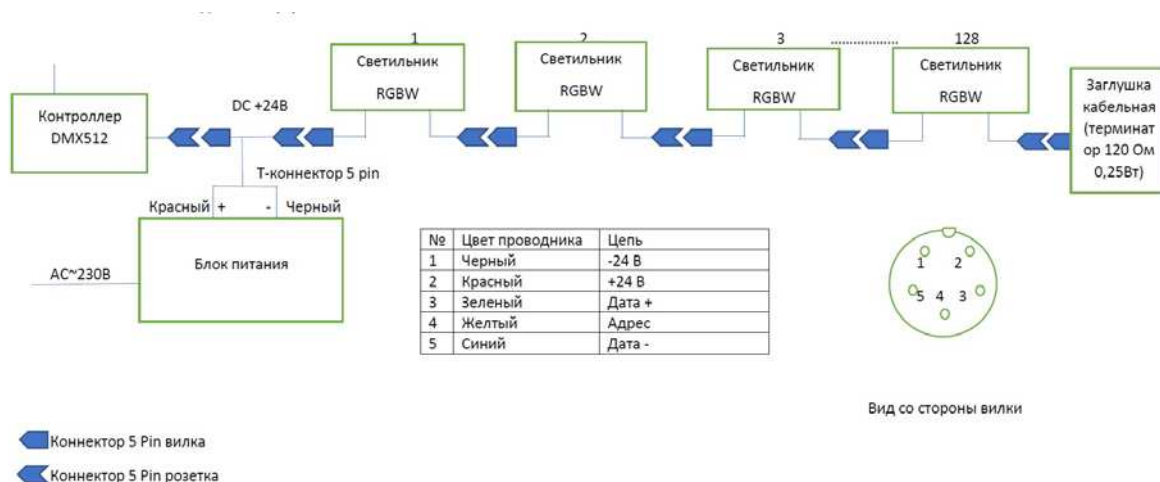 1
2
3
128
Светильник
RGBW
Светильник
RGBW
Светильник
RGBW
Светильник
RGBW
Контроллер
DMX512
DC +24В
Заглушка
кабельная
(терминат
ор 120 Ом
0,25Вт)
Т-коннектор 5 pin
Красный +
- Черный
Блок питания
AC~230В
№ Цвет проводника Цепь
1 Черный -24 В
2 Красный +24 В
3 Зеленый Дата +
4 Желтый Адрес
5 Синий Дата -
1 2
5 4 3
Вид со стороны вилки
Коннектор 5 Pin вилка
Коннектор 5 Pin розетка